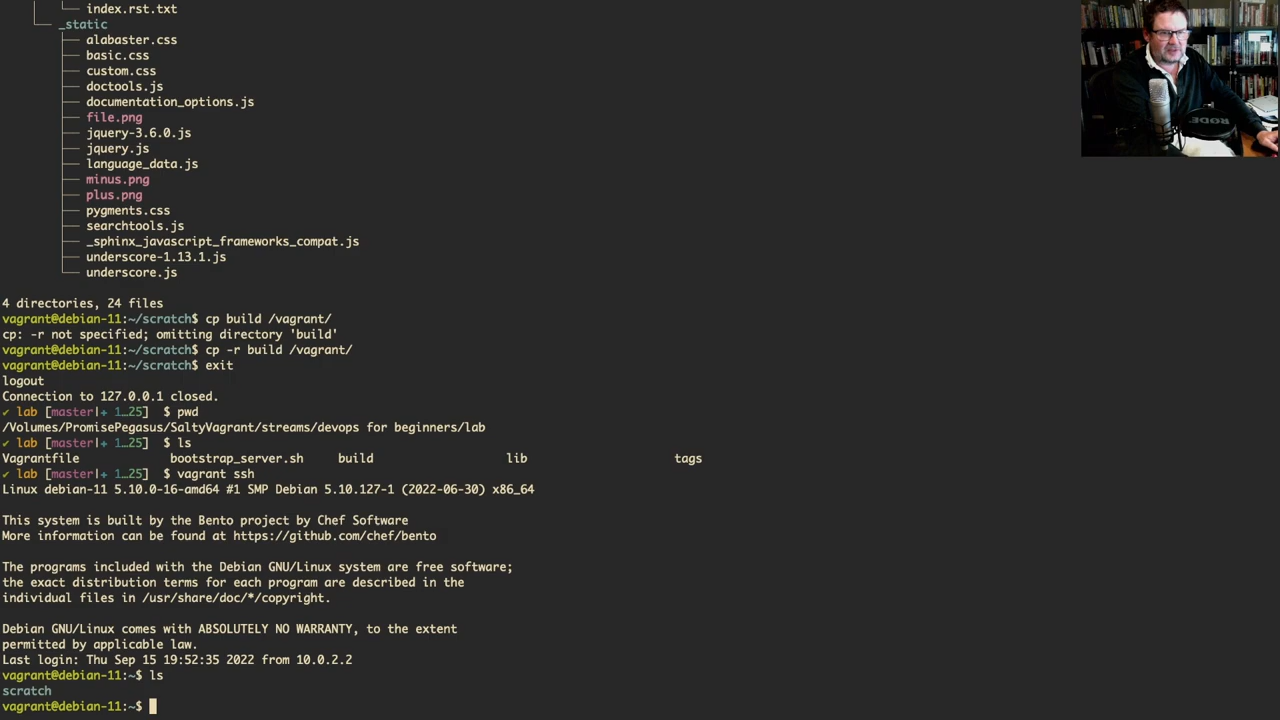 index.rst.txt
_static
alabaster.css
basic.css
custom.css
doctools.js
documentation_options.js
file.png
jquery-3.6.0.js
jquery.js
language_data.js
minus.png
plus.png
pygments.css
searchtools.js
_sphinx_javascript_frameworks_compat.js
underscore-1.13.1.js
underscore.js
4 directories, 24 files
vagrant@debian-11:~/scratch$ cp build /vagrant/
cp: -r not specified; omitting directory 'build'
vagrant@debian-11:~/scratch$ cp -r build /vagrant/
vagrant@debian-11:~/scratch$ exit
logout
Connection to 127.0.0.1 closed.
✔ lab [master|+ 1…25] $ pwd
/Volumes/PromisePegasus/SaltyVagrant/streams/devops for beginners/lab
✔ lab [master|+ 1…25] $ ls
Vagrantfile bootstrap_server.sh build lib tags
✔ lab [master|+ 1…25] $ vagrant ssh
Linux debian-11 5.10.0-16-amd64 #1 SMP Debian 5.10.127-1 (2022-06-30) x86_64
This system is built by the Bento project by Chef Software
More information can be found at https://github.com/chef/bento
The programs included with the Debian GNU/Linux system are free software;
the exact distribution terms for each program are described in the
individual files in /usr/share/doc/*/copyright.
Debian GNU/Linux comes with ABSOLUTELY NO WARRANTY, to the extent
permitted by applicable law.
Last login: Thu Sep 15 19:52:35 2022 from 10.0.2.2
vagrant@debian-11:~$ ls
scratch
vagrant@debian-11:~$
RODE